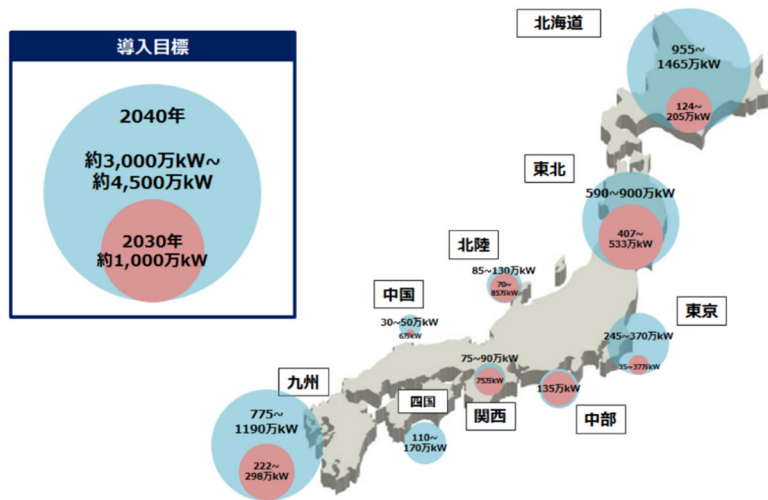 導入目標
2040年
約3,000万kW~
約4,500万kW
2030年
約1,000万kW
北海道
955~
1465万kW
124~
205万kW
東北
590~900万kW
407~
533万kW
北陸
85~130万kW
70~
85万kW
中国
30~50万kW
6万kW
東京
245~370万kW
35~37万kW
75~90万kW
75万kW
関西
135万kW
中部
四国
110~
170万kW
九州
775~
1190万kW
222~
298万kW